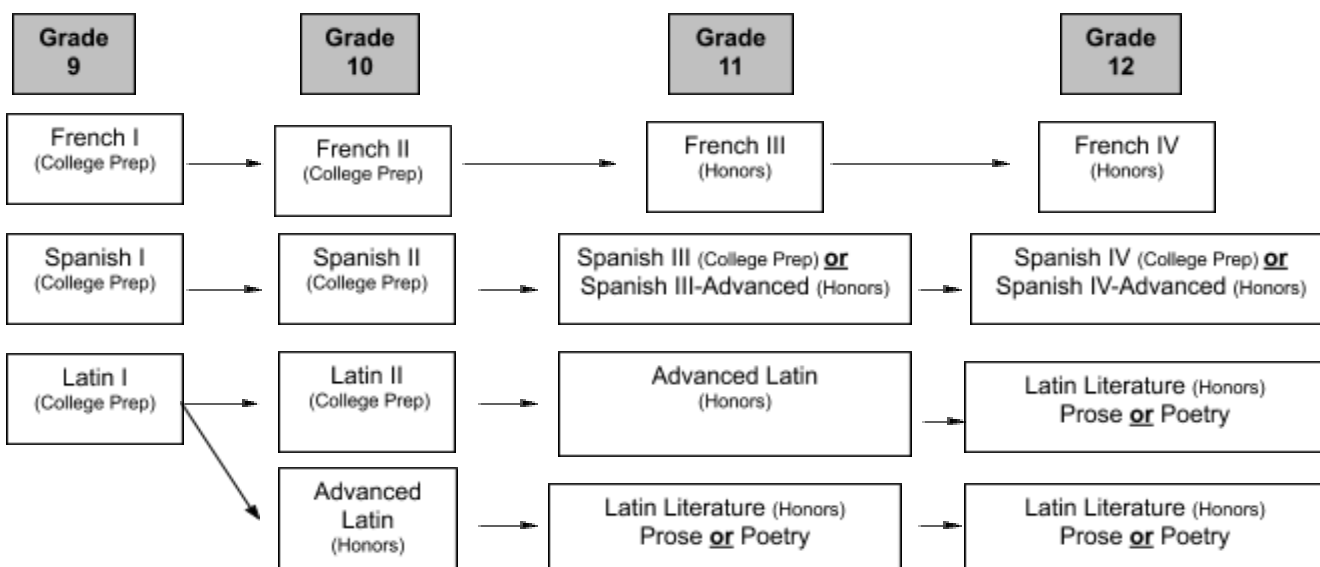 Grade
9
Grade
10
Grade
11
Grade
12
French I
(College Prep)
French II
(College Prep)
French III
(Honors)
French IV
(Honors)
Spanish I
(College Prep)
Spanish II
(College Prep)
Spanish III (College Prep) or
Spanish III-Advanced (Honors)
Spanish IV (College Prep) or
Spanish IV-Advanced (Honors)
Latin I
(College Prep)
Latin II
(College Prep)
Advanced Latin
(Honors)
Latin Literature (Honors)
Prose or Poetry
Advanced
Latin
(Honors)
Latin Literature (Honors)
Prose or Poetry
Latin Literature (Honors)
Prose or Poetry